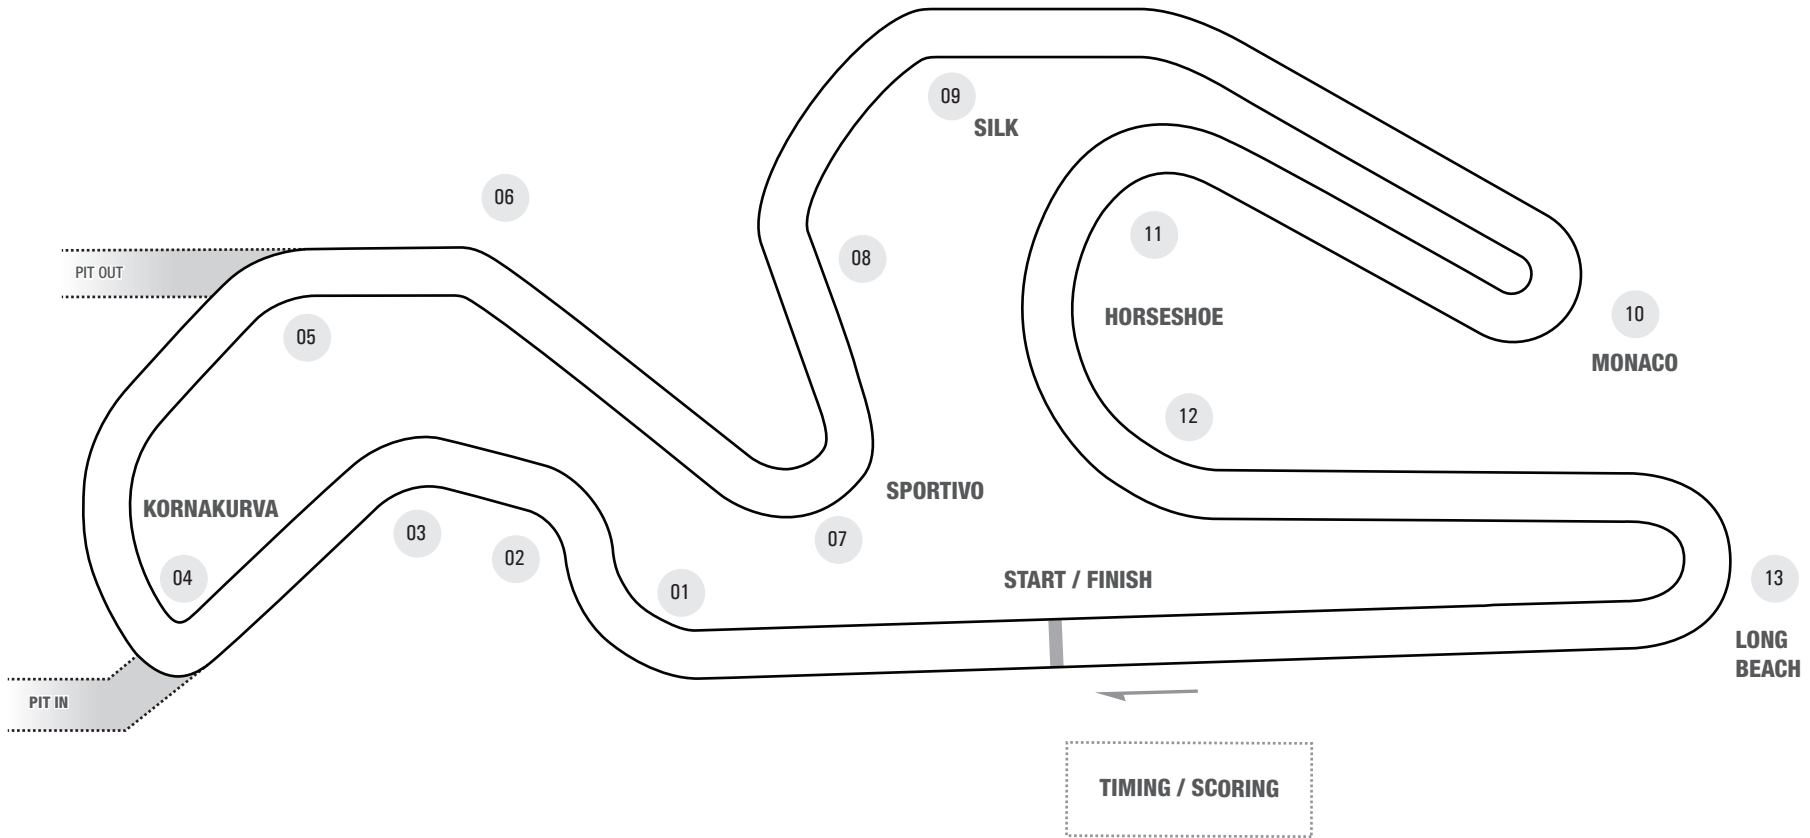 09
SILK
06
11
08
PIT OUT
HORSESHOE
10
05
MONACO
12
SPORTIVO
KORNAKURVA
03
07
02
04
START / FINISH
13
01
LONG
BEACH
PIT IN
TIMING / SCORING